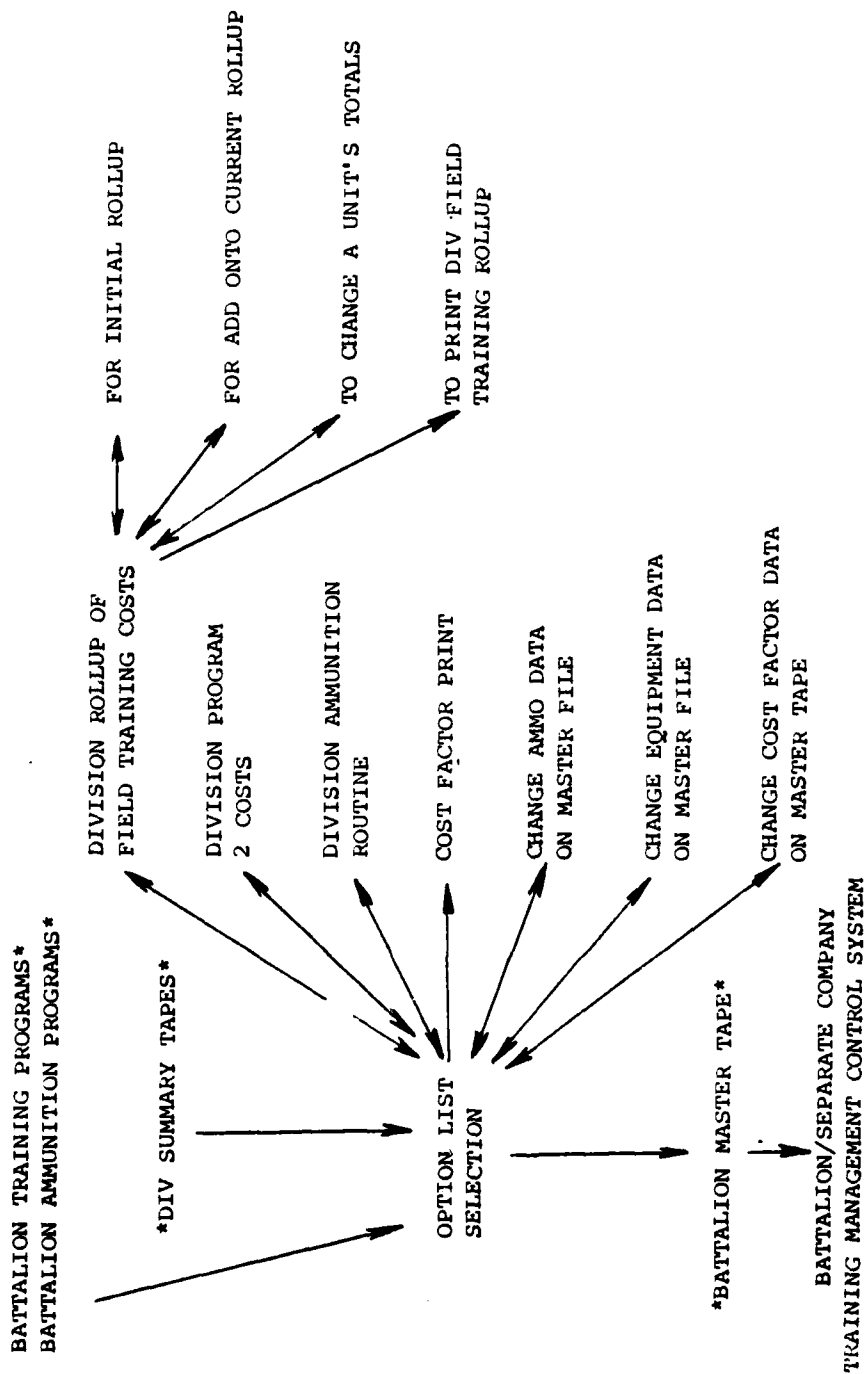 BATTALION TRAINING PROGRAMS*
BATTALION AMMUNITION PROGRAMS*
*DIV SUMMARY TAPES*
OPTION LIST
SELECTION
*BATTALION MASTER TAPE*
BATTALION/SEPARATE COMPANY
TRAINING MANAGEMENT CONTROL SYSTEM
DIVISION ROLLUP OF
FIELD TRAINING COSTS
DIVISION PROGRAM
2 COSTS
DIVISION AMMUNITION
ROUTINE
COST FACTOR PRINT
CHANGE AMMO DATA
ON MASTER FILE
CHANGE EQUIPMENT DATA
ON MASTER FILE
CHANGE COST FACTOR DATA
ON MASTER TAPE
FOR INITIAL ROLLUP
FOR ADD ONTO CURRENT ROLLUP
TO CHANGE A UNIT'S TOTALS
TO PRINT DIV FIELD
TRAINING ROLLUP